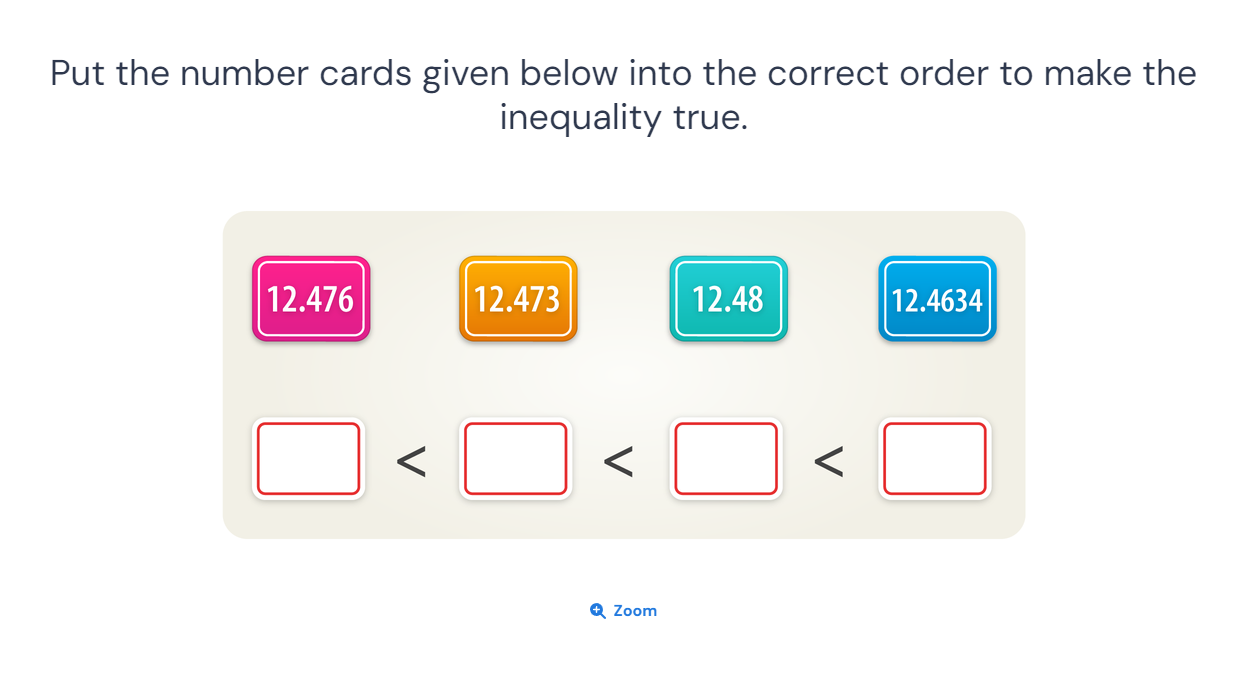 Put the number cards given below into the correct order to make the
inequality true.
12.476 12.473 12.48 12.4634
< < <
Zoom